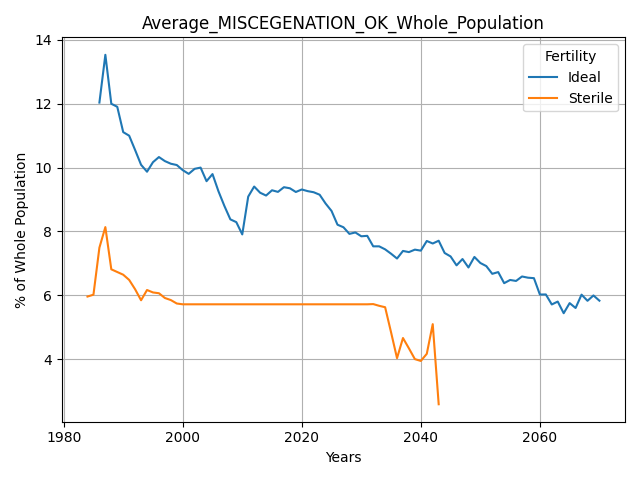 Average_MISCEGENATION_OK_Whole_Population
14
12
10
8
6
4
% of Whole Population
Fertility
Ideal
Sterile
1980 2000 2020 2040 2060
Years